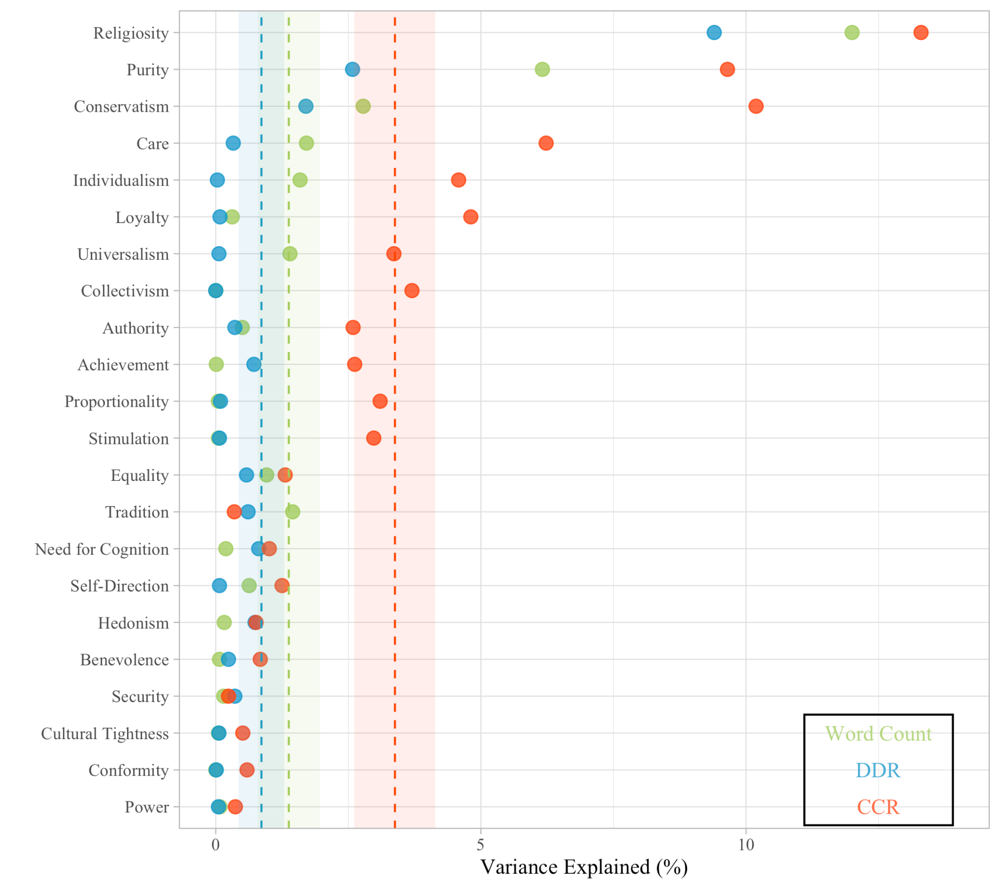 Religiosity
Purity
Conservatism
Care
Individualism
Loyalty
Universalism
Collectivism
Authority
Achievement
Proportionality
Stimulation
Equality
Tradition
Need for Cognition
Self-Direction
Hedonism
Benevolence
Security
Cultural Tightness
Conformity
Power
Word Count
DDR
CCR
0 5 10
Variance Explained (%)